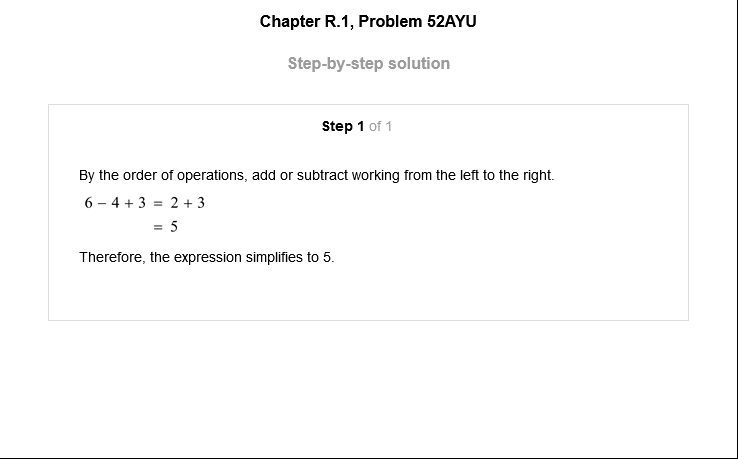 Chapter R.1, Problem 52AYU
Step-by-step solution
Step 1 of 1
By the order of operations, add or subtract working from the left to the right.
6 − 4 + 3 = 2 + 3
= 5
Therefore, the expression simplifies to 5.